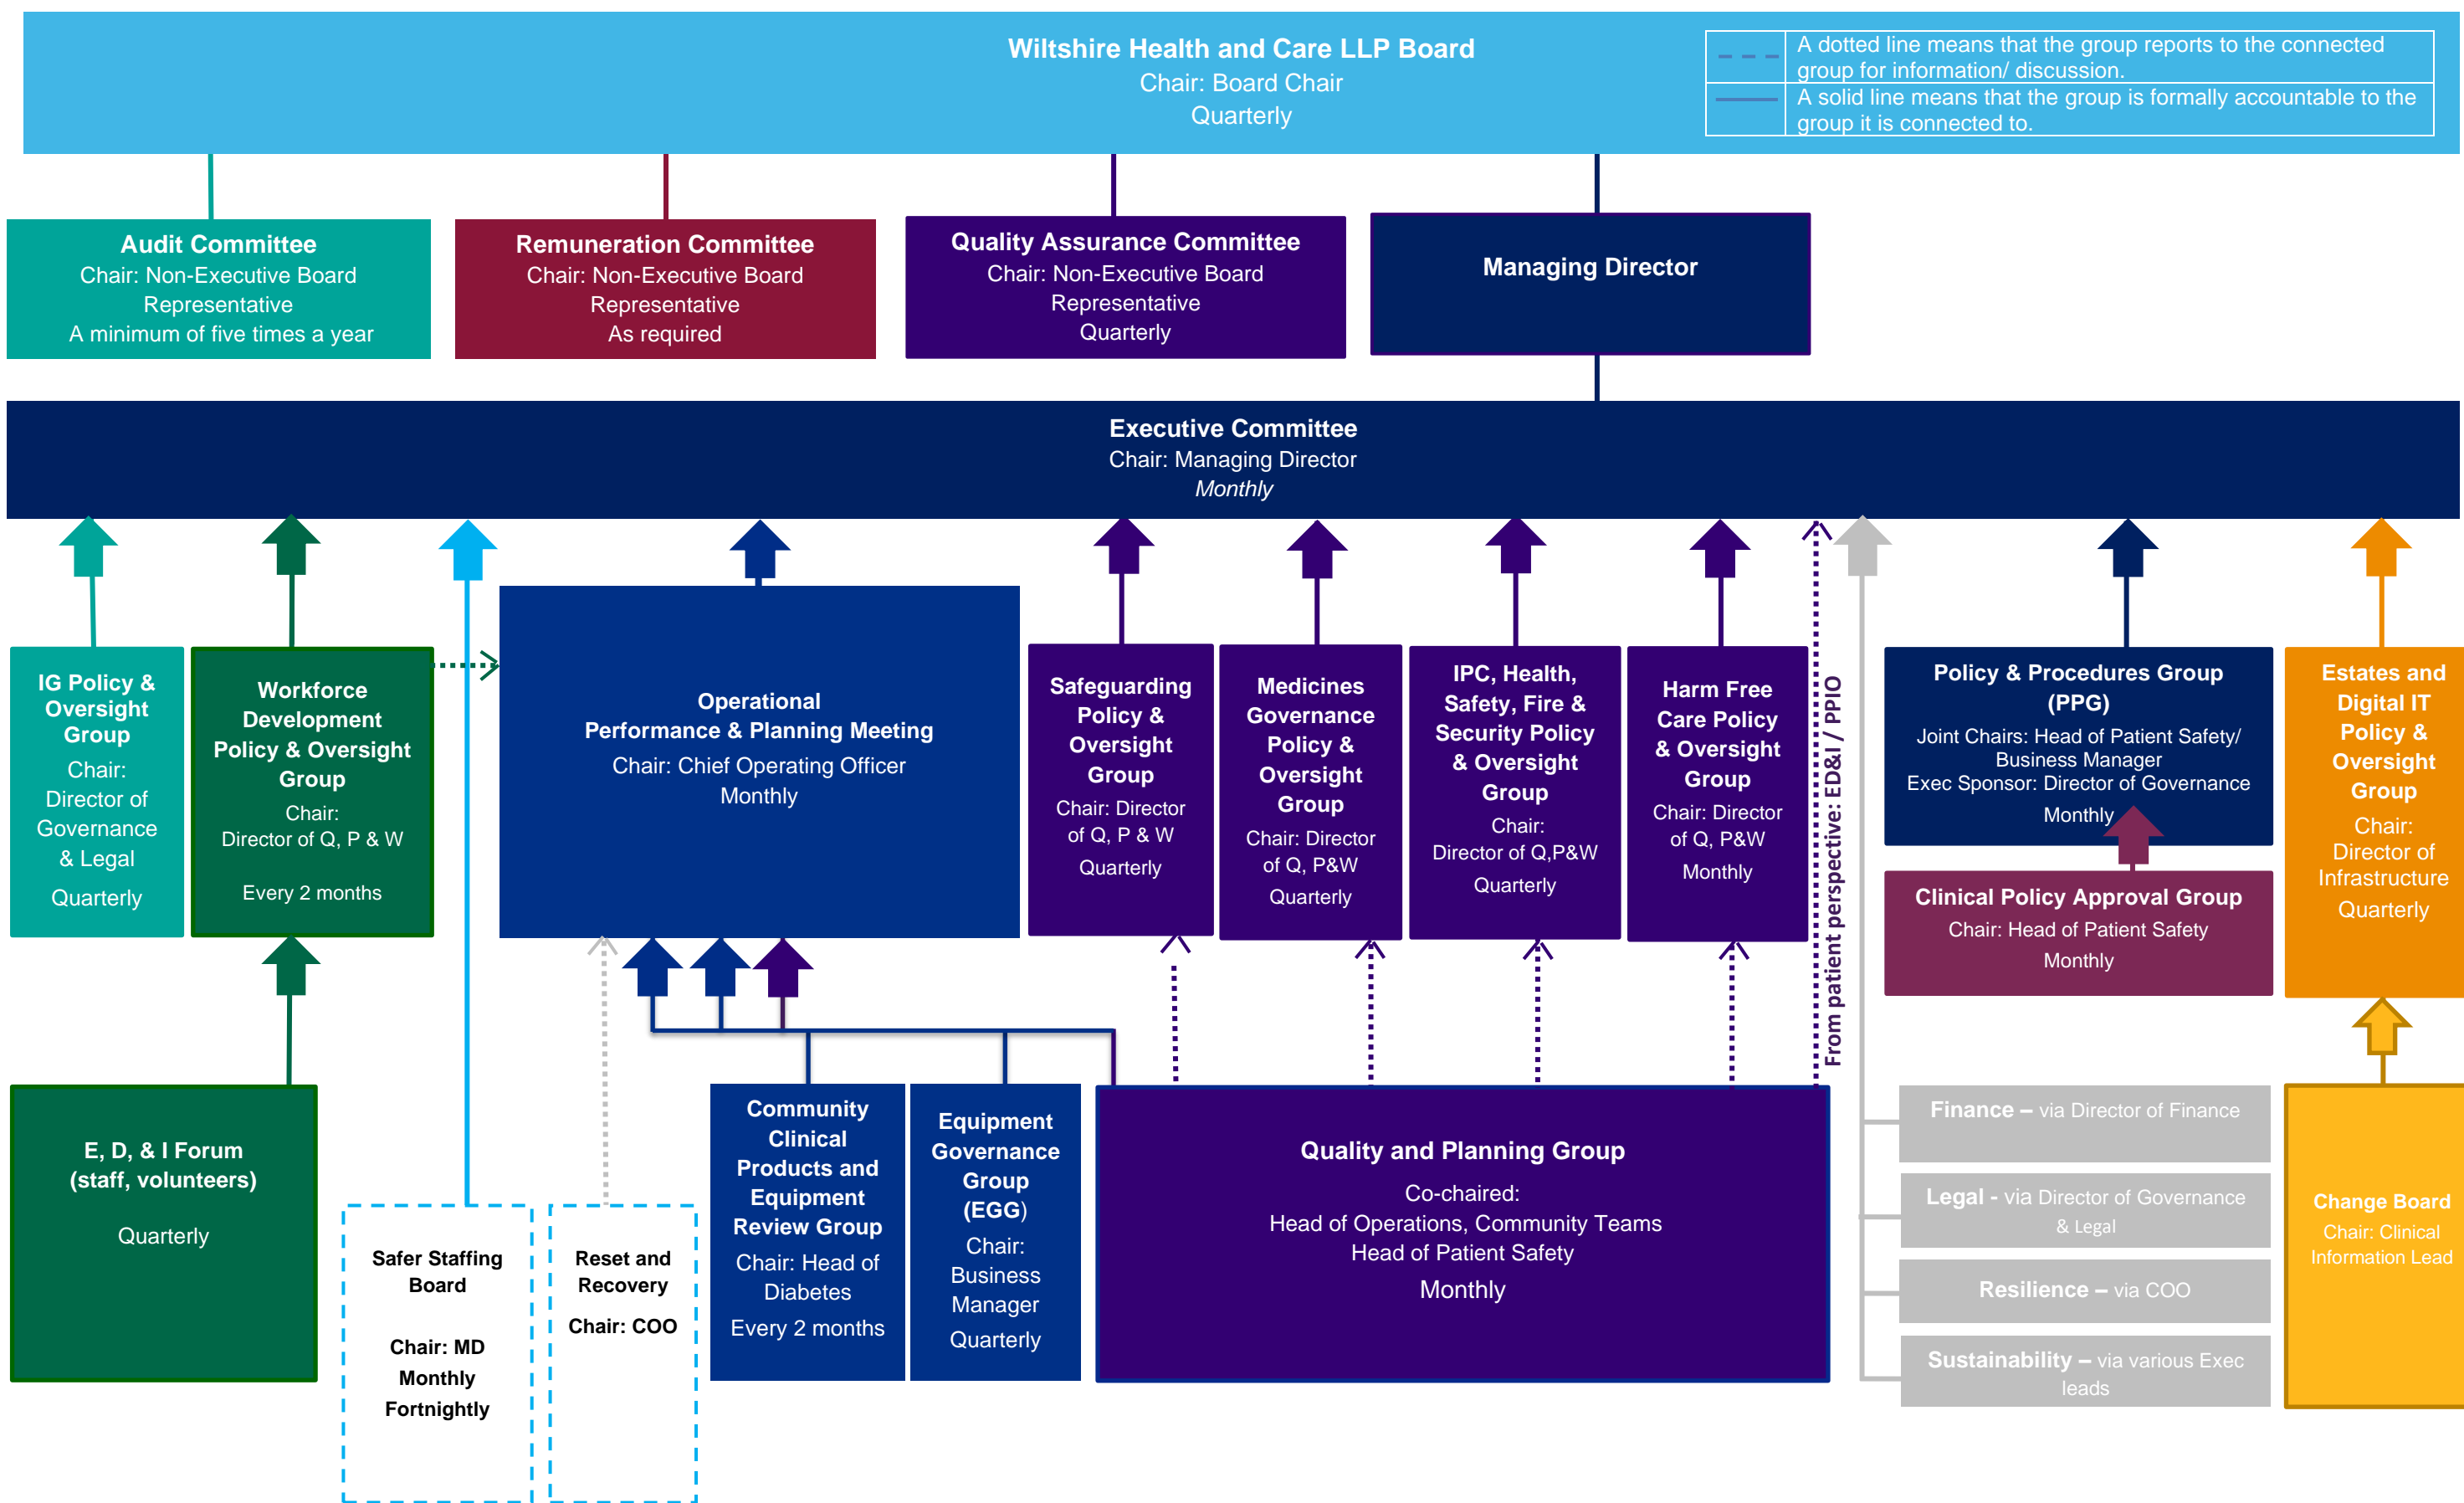 Wiltshire Health and Care LLP Board
Chair: Board Chair
Quarterly
A dotted line means that the group reports to the connected
group for information/ discussion.
A solid line means that the group is formally accountable to the
group it is connected to.
Audit Committee
Chair: Non-Executive Board
Representative
A minimum of five times a year
Remuneration Committee
Chair: Non-Executive Board
Representative
As required
Quality Assurance Committee
Chair: Non-Executive Board
Representative
Quarterly
Managing Director
Executive Committee
Chair: Managing Director
Monthly
IG Policy &
Oversight
Group
Chair:
Director of
Governance
& Legal
Quarterly
Workforce
Development
Policy & Oversight
Group
Chair:
Director of Q, P & W
Every 2 months
Operational
Performance & Planning Meeting
Chair: Chief Operating Officer
Monthly
Safeguarding
Policy &
Oversight
Group
Chair: Director
of Q, P & W
Quarterly
Medicines
Governance
Policy &
Oversight
Group
Chair: Director
of Q, P&W
Quarterly
IPC, Health,
Safety, Fire &
Security Policy
& Oversight
Group
Chair:
Director of Q,P&W
Quarterly
Harm Free
Care Policy
& Oversight
Group
Chair: Director
of Q, P&W
Monthly
From patient perspective: ED&I / PPIO
Policy & Procedures Group
(PPG)
Joint Chairs: Head of Patient Safety/
Business Manager
Exec Sponsor: Director of Governance
Monthly
Clinical Policy Approval Group
Chair: Head of Patient Safety
Monthly
Estates and
Digital IT
Policy &
Oversight
Group
Chair:
Director of
Infrastructure
Quarterly
E, D, & I Forum
(staff, volunteers)
Quarterly
Safer Staffing
Board
Chair: MD
Monthly
Fortnightly
Reset and
Recovery
Chair: COO
Community
Clinical
Products and
Equipment
Review Group
Chair: Head of
Diabetes
Every 2 months
Equipment
Governance
Group
(EGG)
Chair:
Business
Manager
Quarterly
Quality and Planning Group
Co-chaired:
Head of Operations, Community Teams
Head of Patient Safety
Monthly
Finance – via Director of Finance
Legal - via Director of Governance
& Legal
Resilience – via COO
Sustainability – via various Exec
leads
Change Board
Chair: Clinical
Information Lead